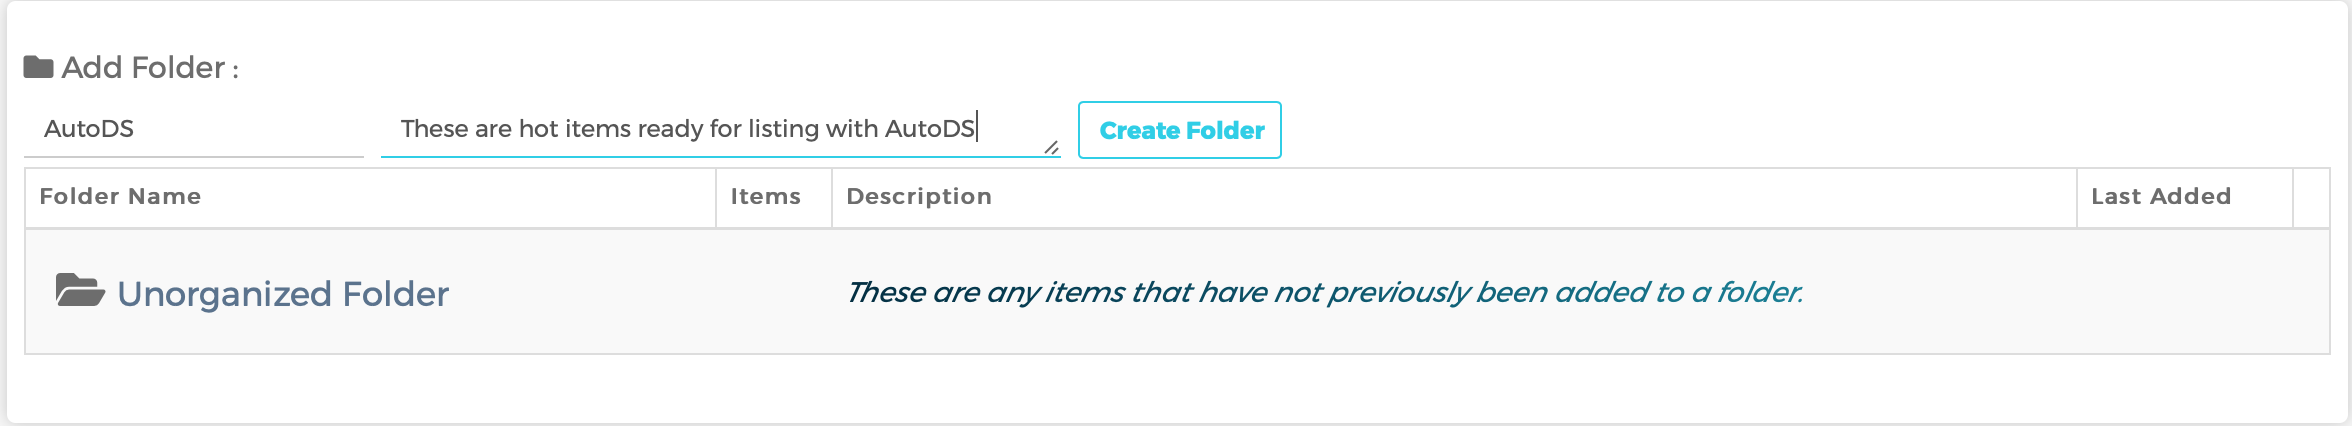 Add Folder :
AutoDS
These are hot items ready for listing with AutoDS
Create Folder
Folder Name
Items
Description
Last Added
Unorganized Folder
These are any items that have not previously been added to a folder.